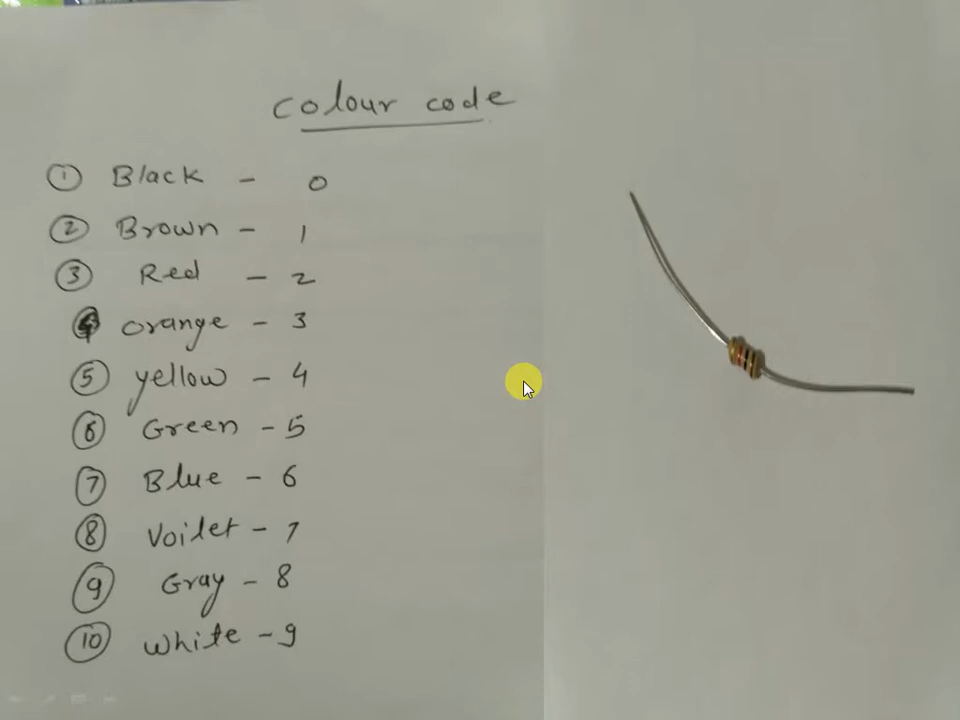 Colour code
① Black - 0
② Brown - 1
③ Red - 2
4 orange - 3
⑤ yellow - 4
⑥ Green - 5
⑦ Blue - 6
⑧ Voilet - 7
⑨ Gray - 8
⑩ White - 9